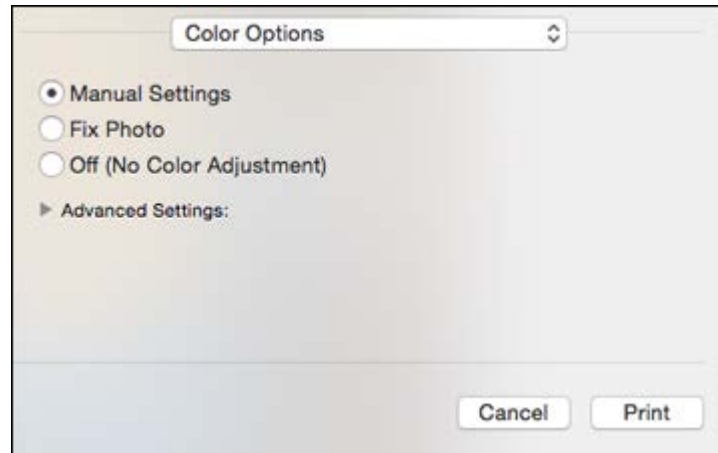 Color Options
Manual Settings
Fix Photo
Off (No Color Adjustment)
Advanced Settings:
Cancel Print